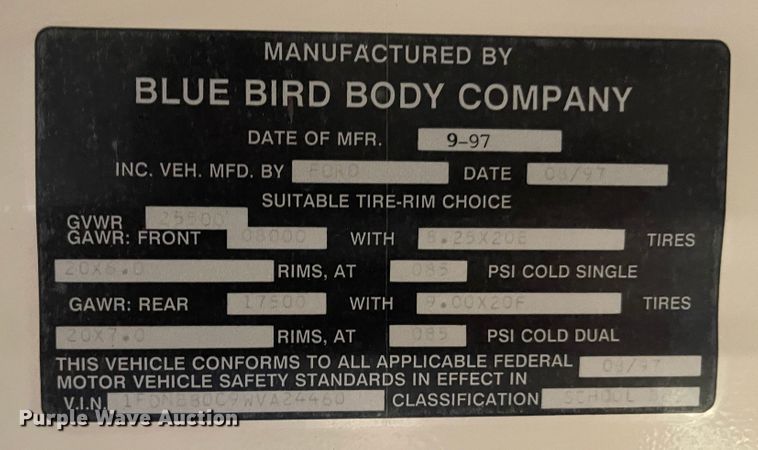 MANUFACTURED BY
BLUE BIRD BODY COMPANY
DATE OF MFR. 9-97
INC. VEH. MFD. BY FORD DATE 08/97
SUITABLE TIRE-RIM CHOICE
GVWR 25500
GAWR: FRONT 08000 WITH 8.25X20E TIRES
20X6.0 RIMS, AT 085 PSI COLD SINGLE
GAWR: REAR 17500 WITH 9.00X20F TIRES
20X7.0 RIMS, AT 085 PSI COLD DUAL
THIS VEHICLE CONFORMS TO ALL APPLICABLE FEDERAL 08/97
MOTOR VEHICLE SAFETY STANDARDS IN EFFECT IN
V.I.N. CLASSIFICATION SCHOOL BUS
Purple Wave Auction